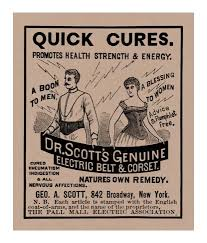 QUICK CURES.
PROMOTES HEALTH STRENGTH & ENERGY.
A BOON
TO MEN
A BLESSING
TO WOMEN
Advice
& Pamphlet
Free.
DR. SCOTT'S GENUINE
ELECTRIC BELT & CORSET.
CURES
RHEUMATISM
INDIGESTION
& ALL
NERVOUS AFFECTIONS.
NATURES OWN REMEDY.
GEO. A. SCOTT, 842 Broadway, New York.
N. B. Each article is stamped with the English
coat-of-arms, and the name of the proprietors,
THE PALL MALL ELECTRIC ASSOCIATION